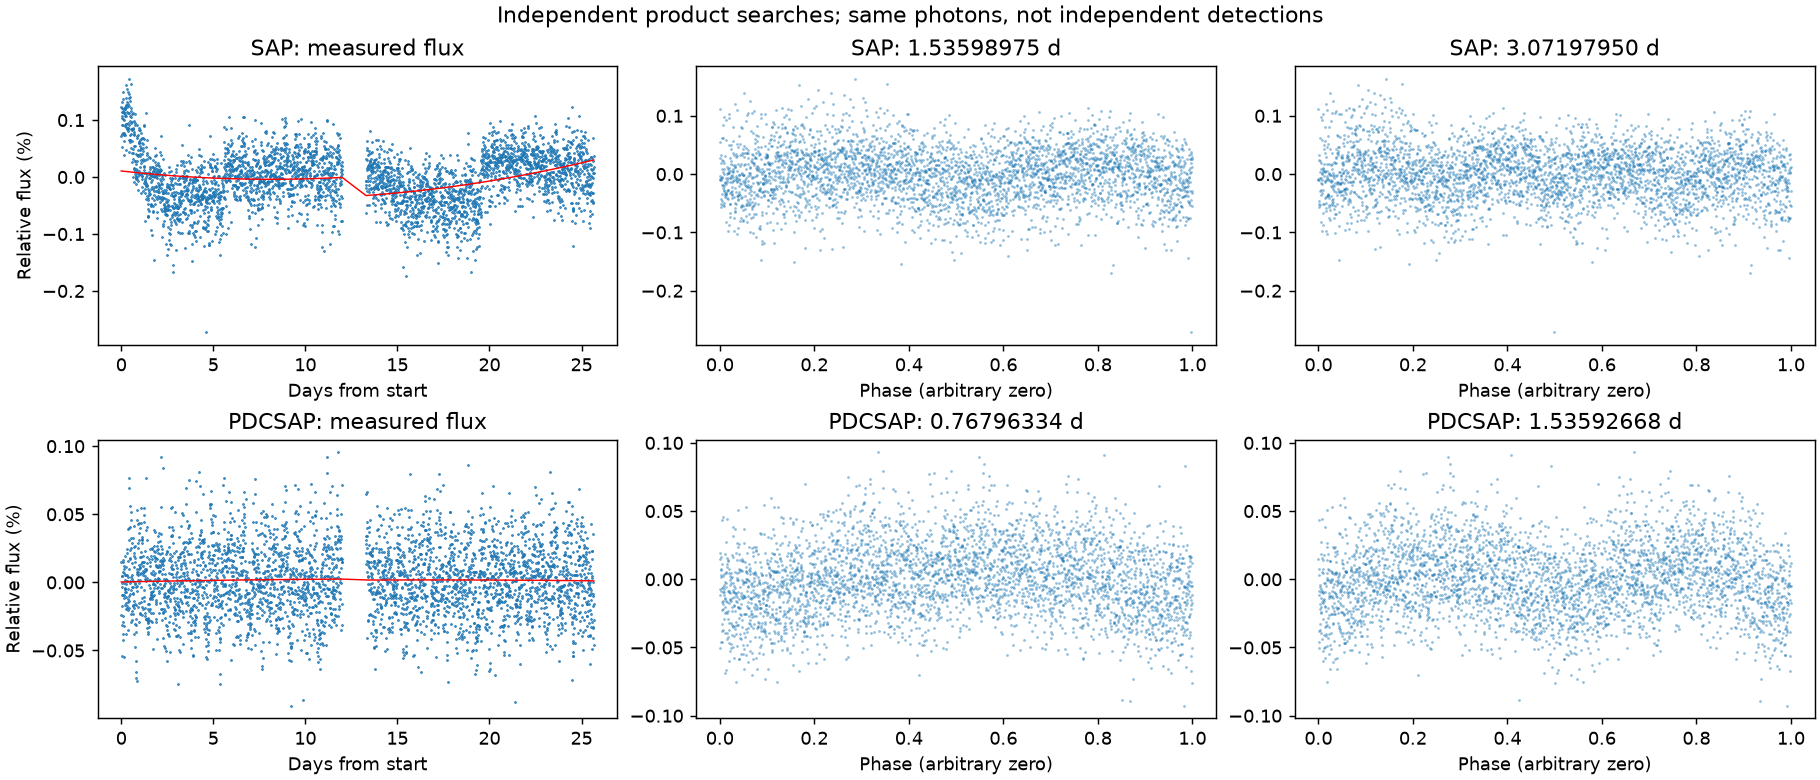 Independent product searches; same photons, not independent detections
SAP: measured flux
SAP: 1.53598975 d
SAP: 3.07197950 d
Relative flux (%)
0.1
0.0
−0.1
−0.2
0 5 10 15 20 25
Days from start
0.1
0.0
−0.1
−0.2
0.0 0.2 0.4 0.6 0.8 1.0
Phase (arbitrary zero)
0.1
0.0
−0.1
−0.2
0.0 0.2 0.4 0.6 0.8 1.0
Phase (arbitrary zero)
PDCSAP: measured flux
PDCSAP: 0.76796334 d
PDCSAP: 1.53592668 d
Relative flux (%)
0.10
0.05
0.00
−0.05
0 5 10 15 20 25
Days from start
0.10
0.05
0.00
−0.05
−0.10
0.0 0.2 0.4 0.6 0.8 1.0
Phase (arbitrary zero)
0.10
0.05
0.00
−0.05
−0.10
0.0 0.2 0.4 0.6 0.8 1.0
Phase (arbitrary zero)